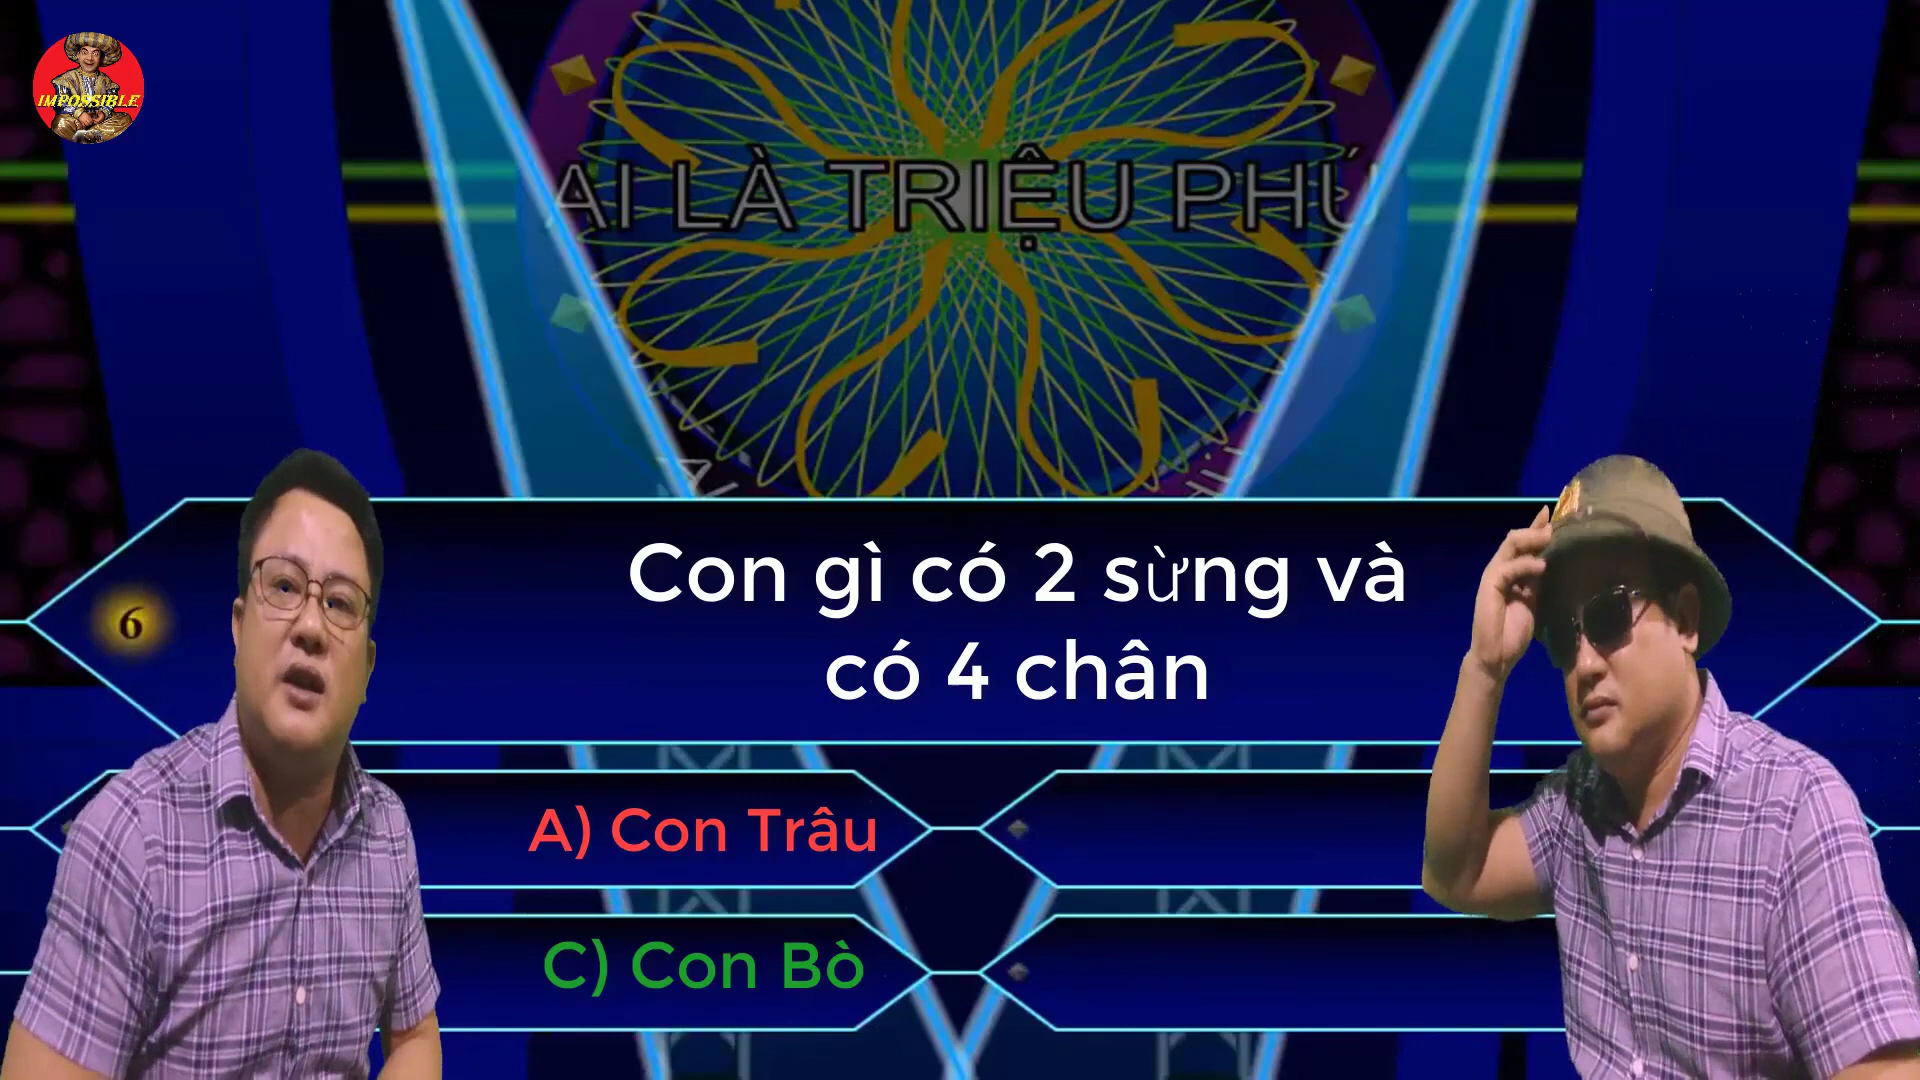 IMPOSSIBLE
AI LÀ TRIỆU PHÚ
6
Con gì có 2 sừng và
có 4 chân
A) Con Trâu
C) Con Bò